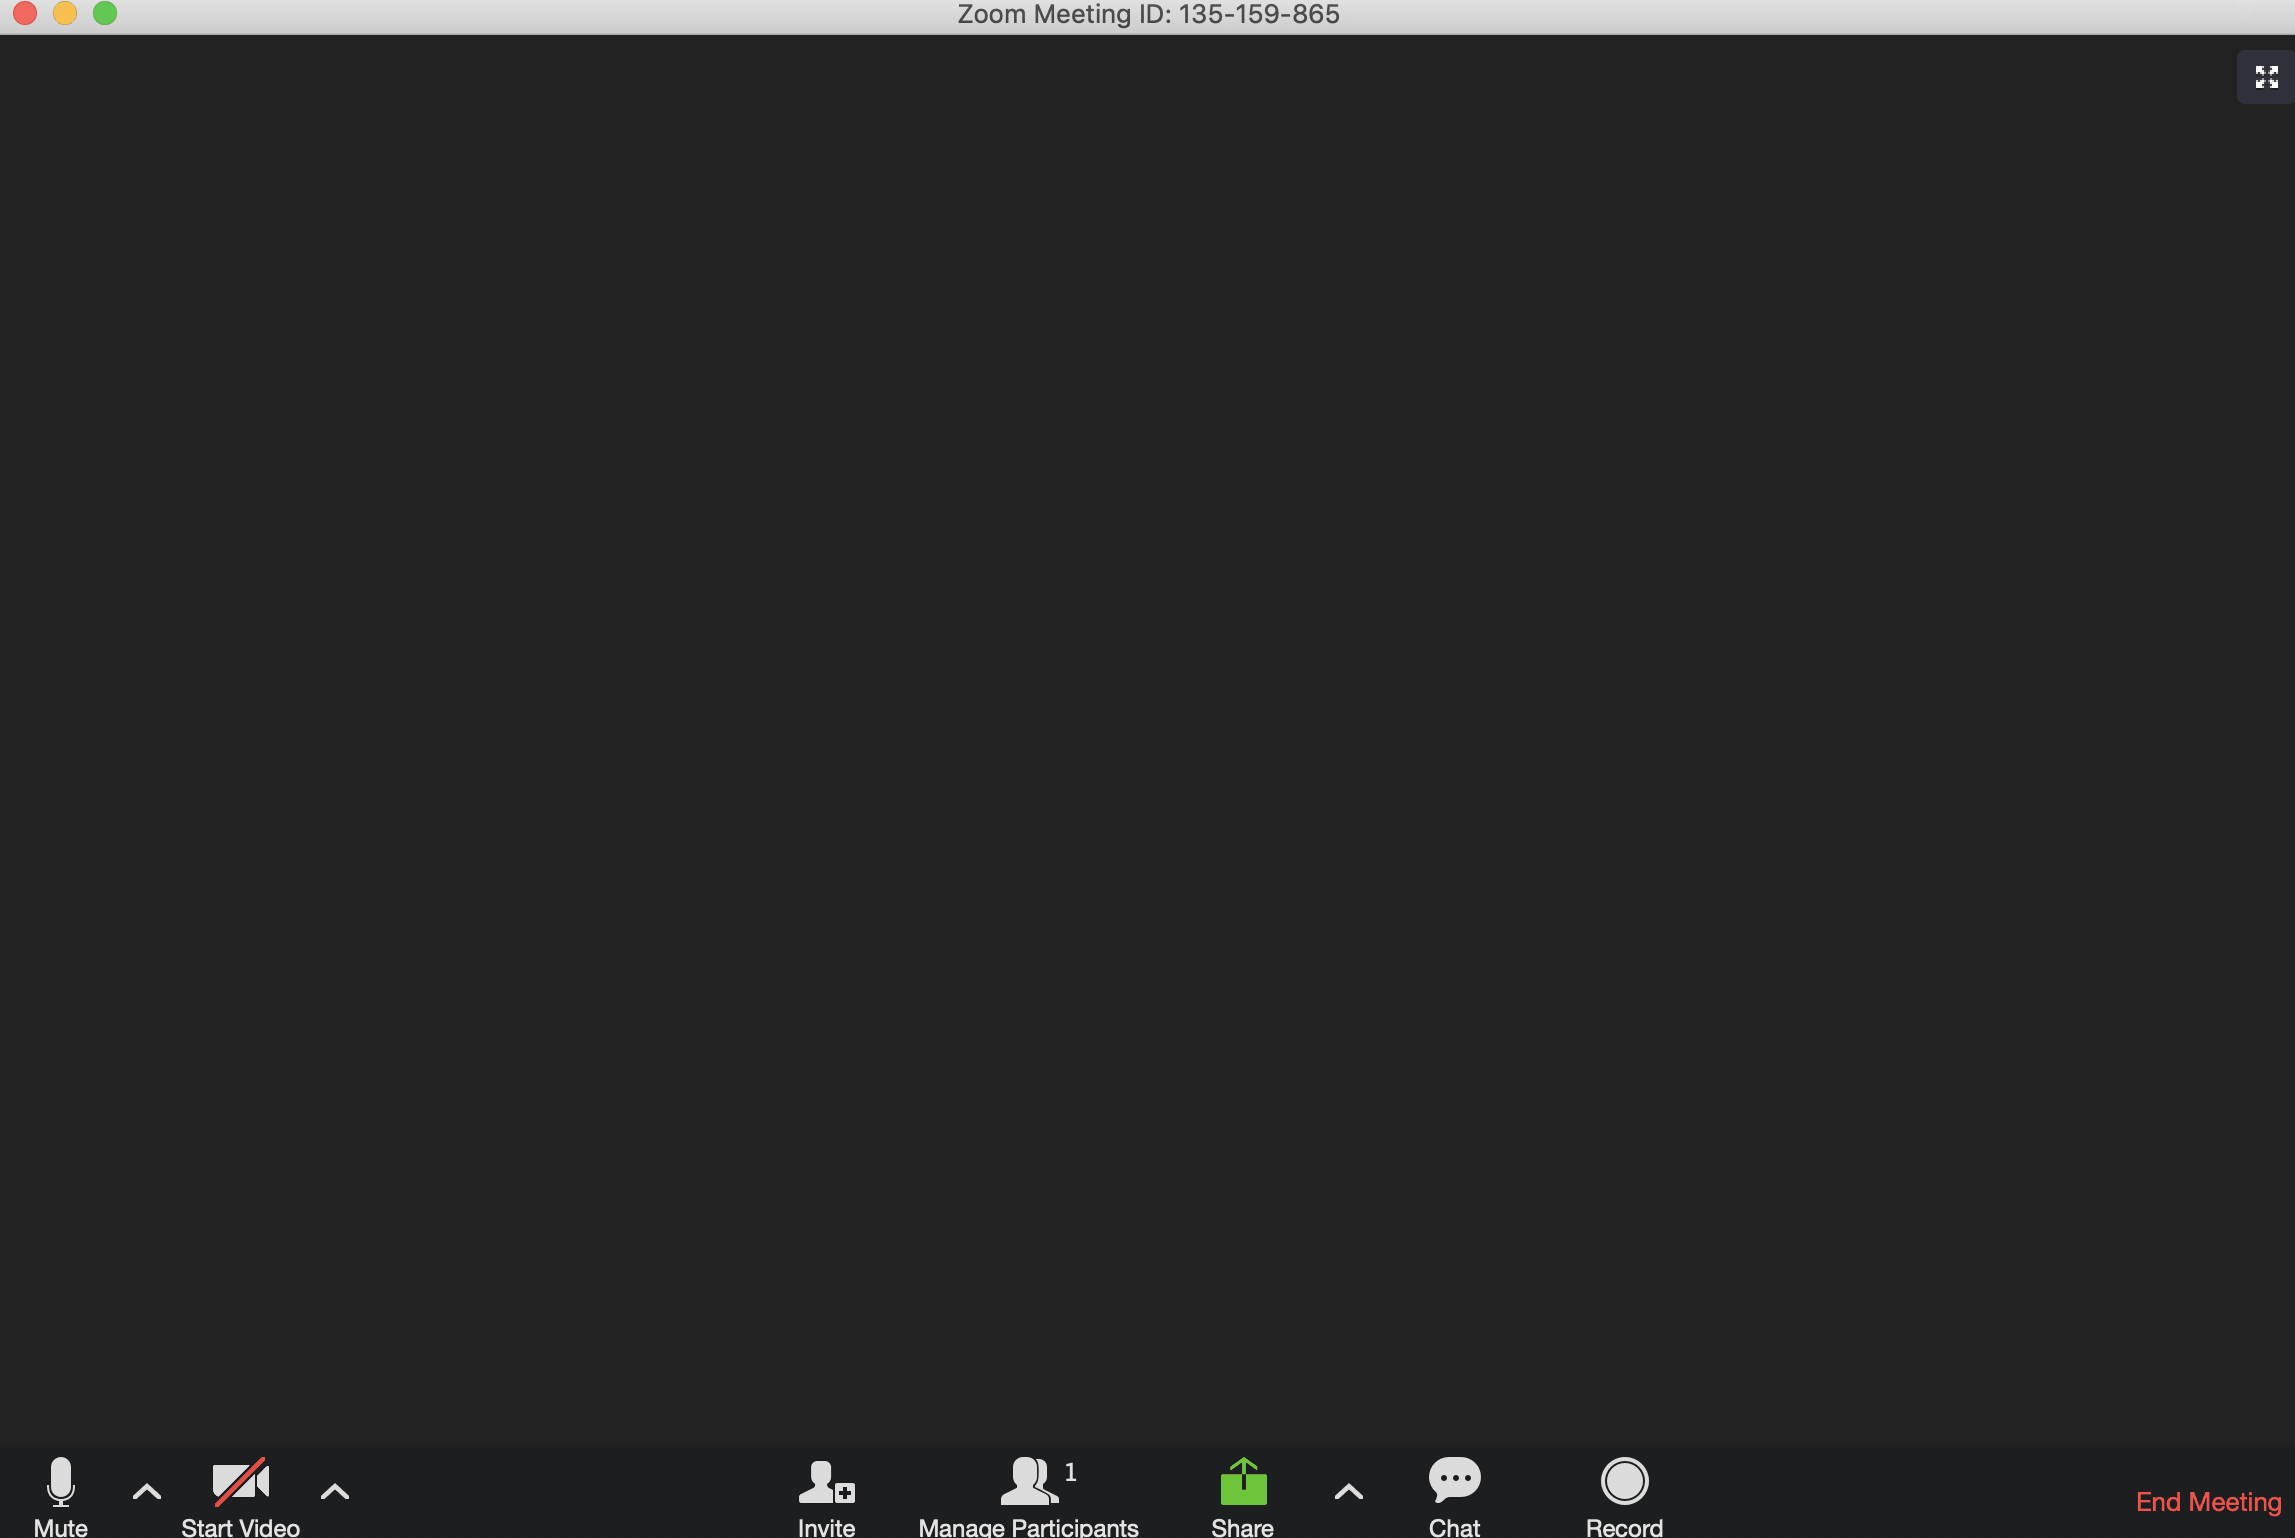 Zoom Meeting ID: 135-159-865
1
Mute
Start Video
Invite
Manage Participants
Share
Chat
Record
End Meeting